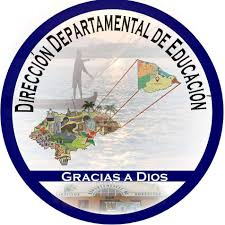 DIRECCIÓN DEPARTAMENTAL DE EDUCACIÓN
GRACIAS A DIOS